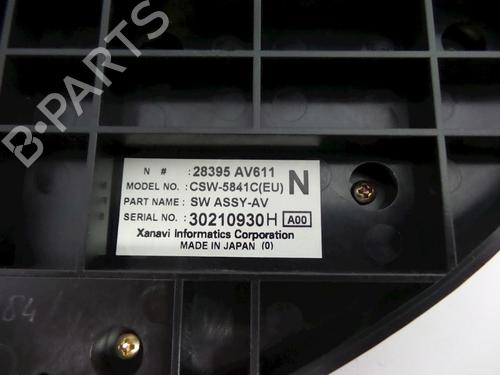 B-PARTS
N # : 28395 AV611
MODEL NO. : CSW-5841C(EU) N
PART NAME : SW ASSY-AV
SERIAL NO. : 30210930H A00
Xanavi Informatics Corporation
MADE IN JAPAN (0)
84